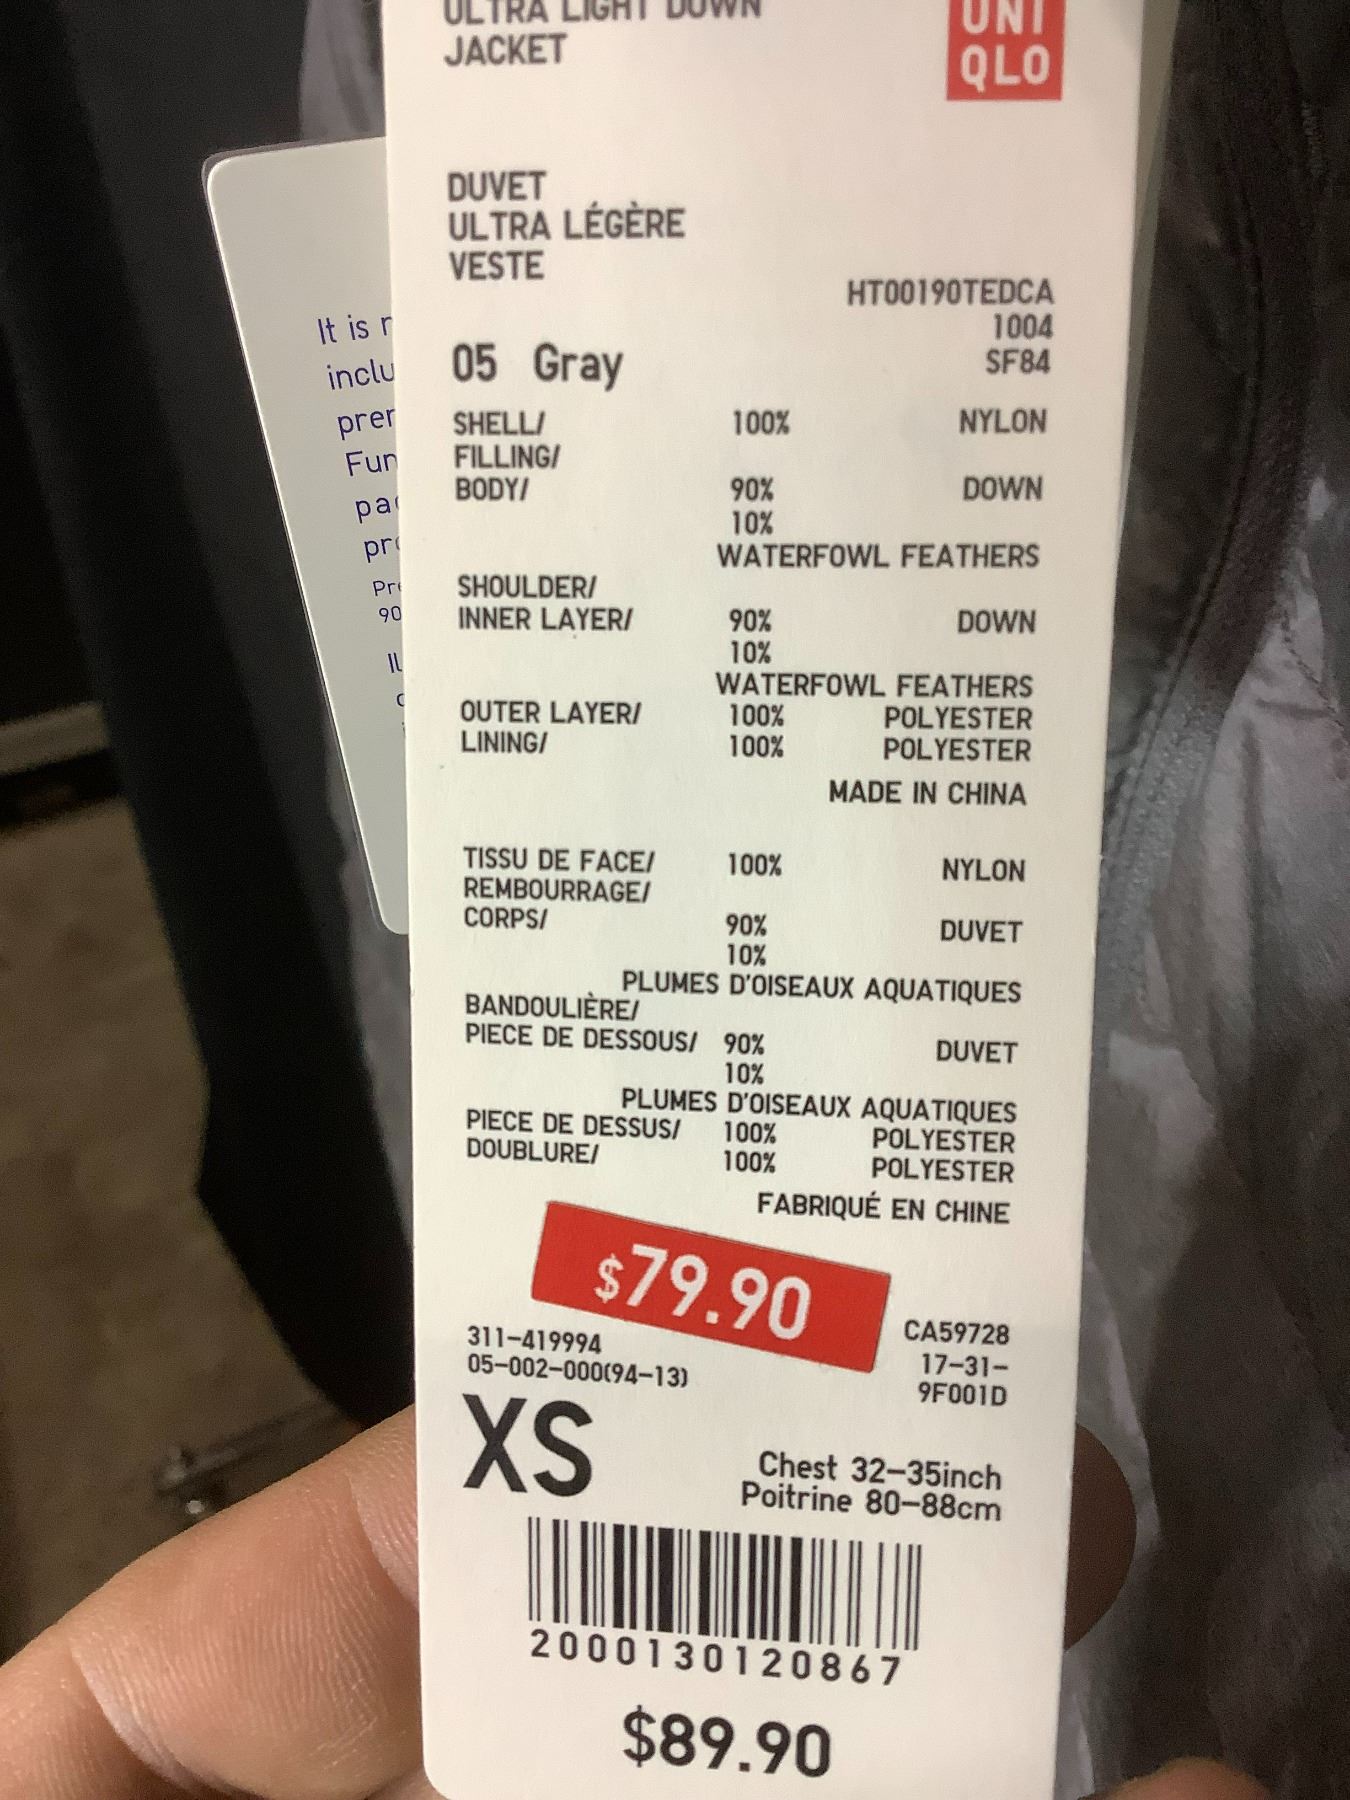 ULTRA LIGHT DOWN
JACKET
UNI
QLO
DUVET
ULTRA LÉGÈRE
VESTE
HT00190TEDCA
1004
SF84
05 Gray
SHELL/ 100% NYLON
FILLING/
BODY/ 90% DOWN
10%
WATERFOWL FEATHERS
SHOULDER/
INNER LAYER/ 90% DOWN
10%
WATERFOWL FEATHERS
OUTER LAYER/ 100% POLYESTER
LINING/ 100% POLYESTER
MADE IN CHINA
TISSU DE FACE/ 100% NYLON
REMBOURRAGE/
CORPS/ 90% DUVET
10%
PLUMES D'OISEAUX AQUATIQUES
BANDOULIÈRE/
PIECE DE DESSOUS/ 90% DUVET
10%
PLUMES D'OISEAUX AQUATIQUES
PIECE DE DESSUS/ 100% POLYESTER
DOUBLURE/ 100% POLYESTER
FABRIQUÉ EN CHINE
$79.90
311-419994
05-002-000(94-13)
CA59728
17-31-
9F001D
XS
Chest 32-35inch
Poitrine 80-88cm
2000130120867
$89.90
It is